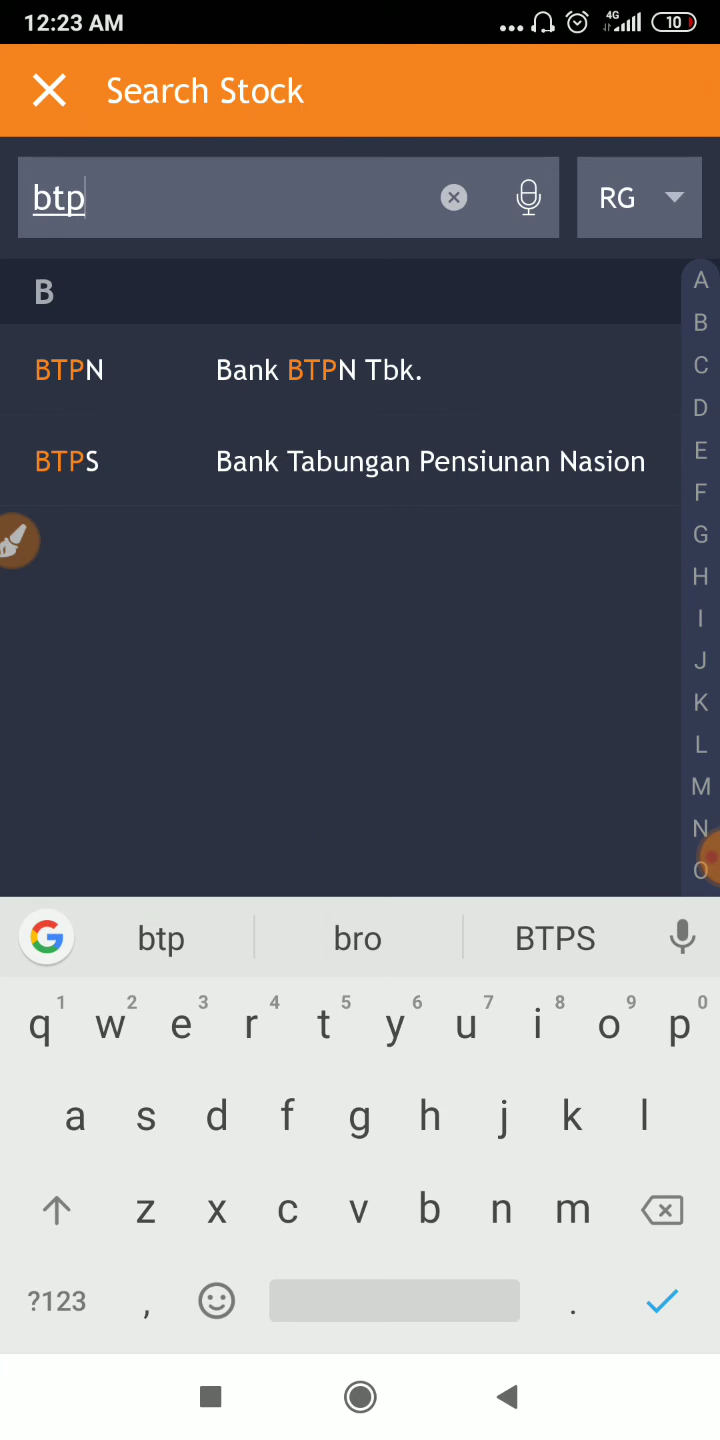 12:23 AM 4G 10
Search Stock
btp RG
B
BTPN Bank BTPN Tbk.
BTPS Bank Tabungan Pensiunan Nasion
A
B
C
D
E
F
G
H
I
J
K
L
M
N
O
btp bro BTPS
1 2 3 4 5 6 7 8 9 0
q w e r t y u i o p
a s d f g h j k l
z x c v b n m
?123 , .